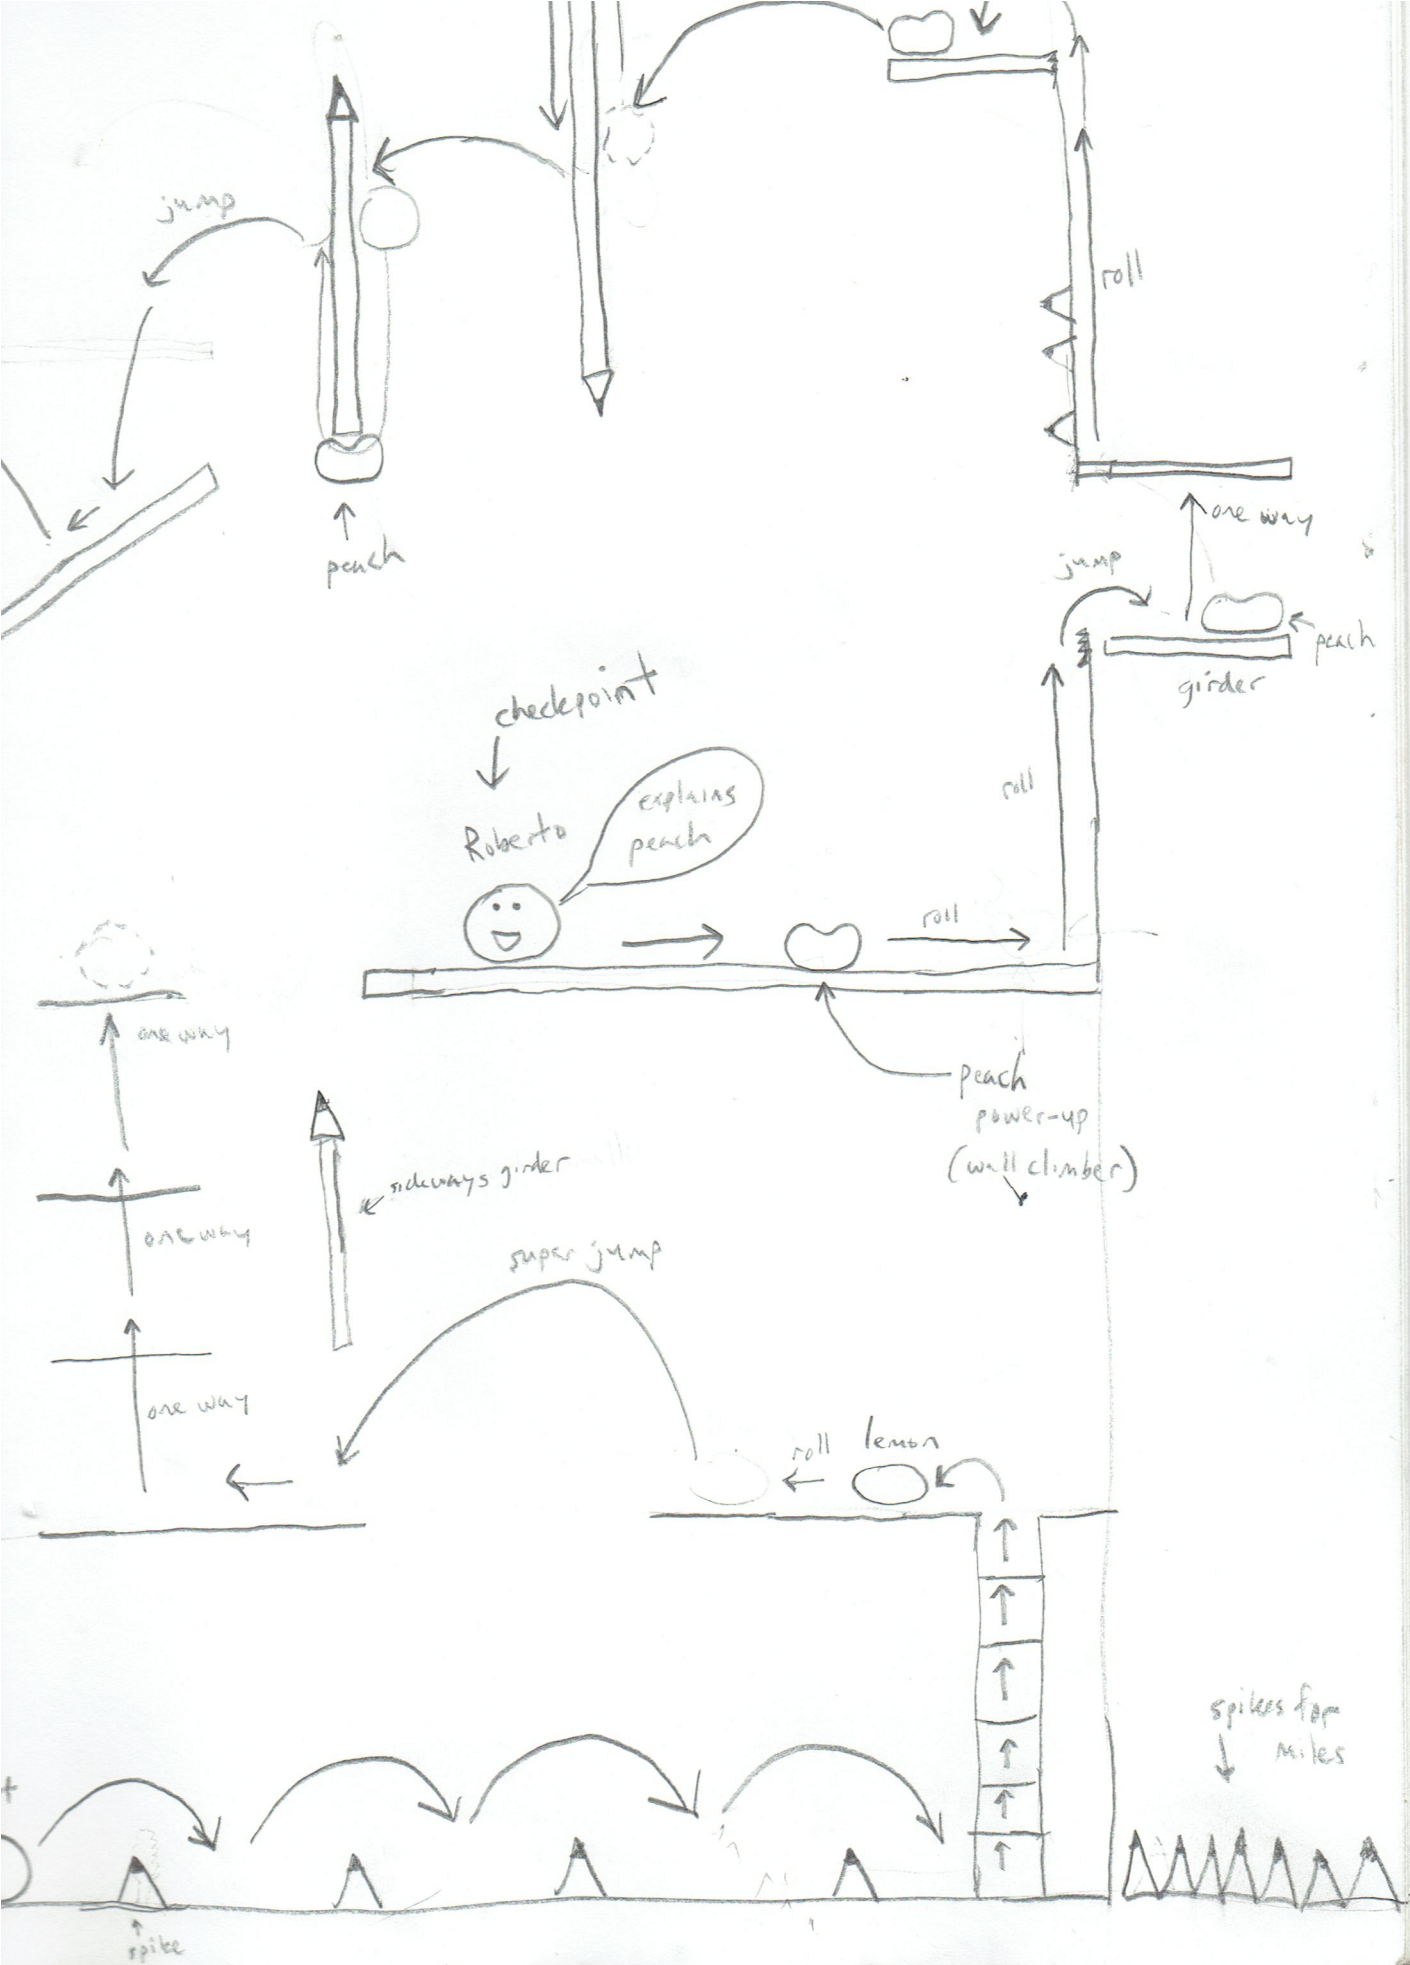 jump
roll
one way
peach
jump
peach
girder
checkpoint
explains
peach
Roberto
roll
roll
one way
peach
power-up
(wall climber)
sideways girder
one way
super jump
one way
roll
lemon
spikes for
miles
spike